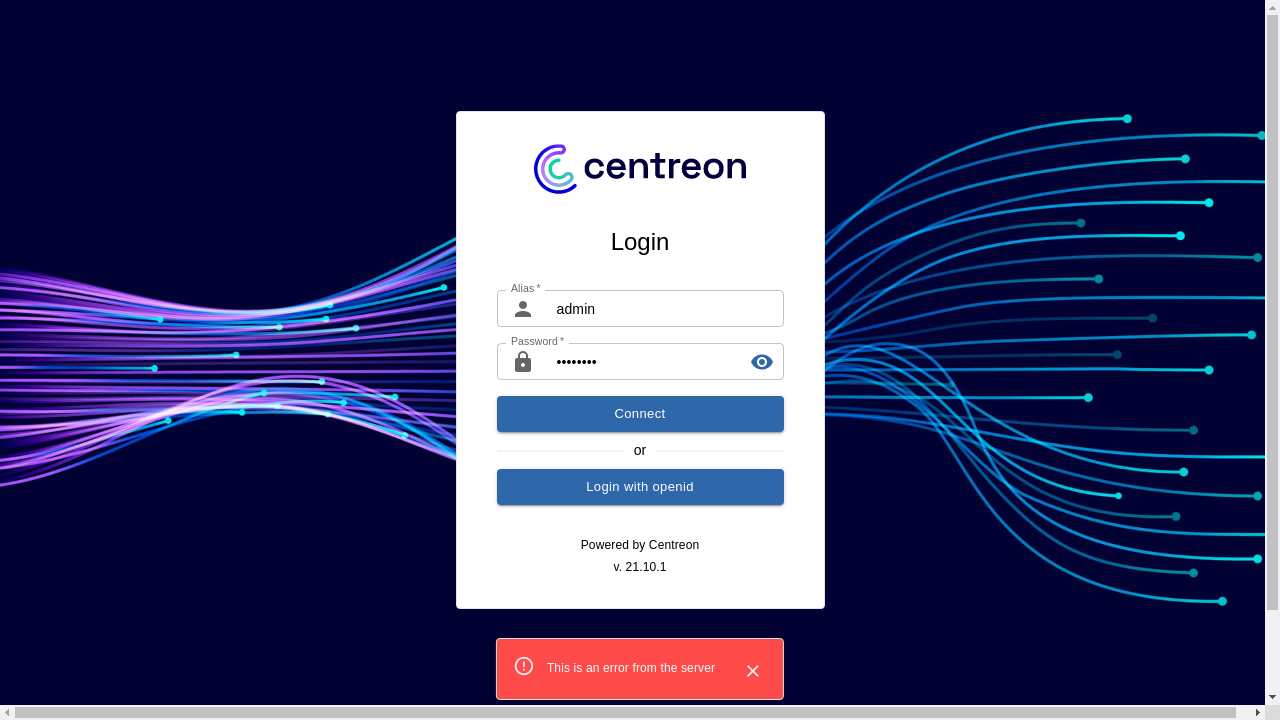 centreon
Login
Alias *
admin
Password *
••••••••
Connect
or
Login with openid
Powered by Centreon
v. 21.10.1
This is an error from the server